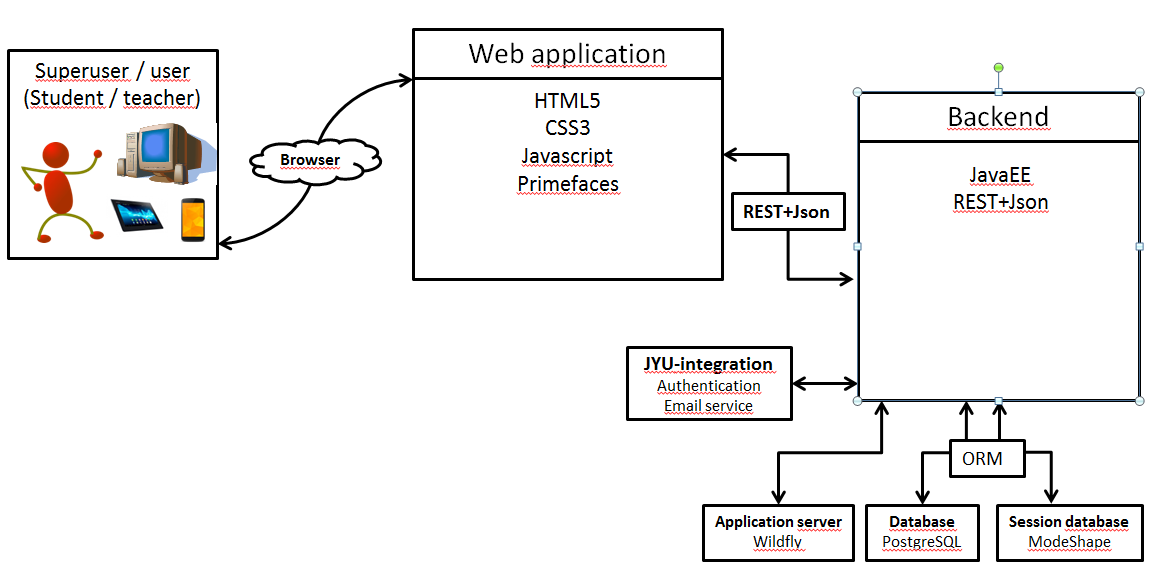 Superuser / user
(Student / teacher)
Browser
Web application
HTML5
CSS3
Javascript
Primefaces
REST+Json
Backend
JavaEE
REST+Json
JYU-integration
Authentication
Email service
ORM
Application server
Wildfly
Database
PostgreSQL
Session database
ModeShape